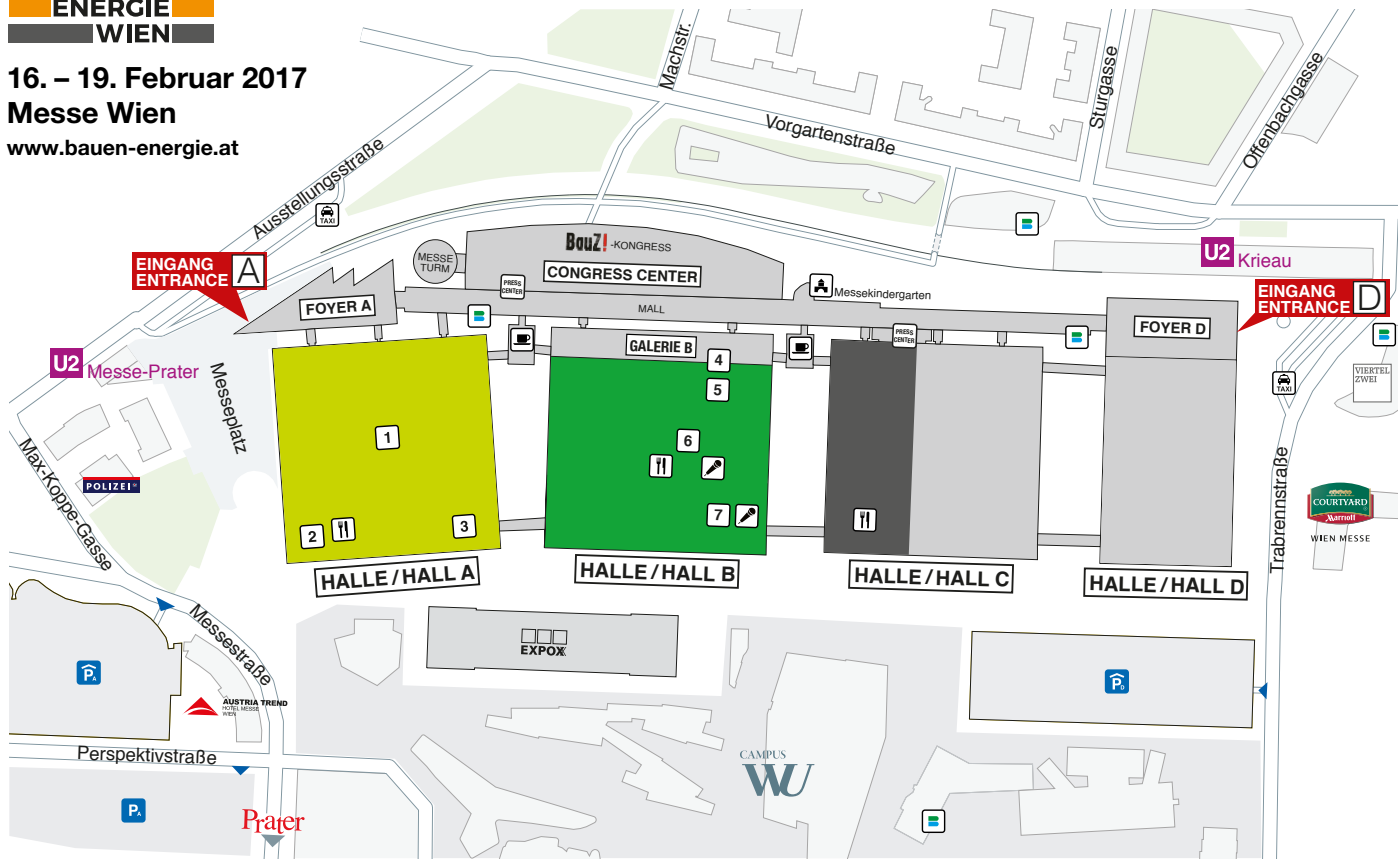 ENERGIE
WIEN
16. – 19. Februar 2017
Messe Wien
www.bauen-energie.at
Machstr.
Sturgasse
Offenbachgasse
Vorgartenstraße
Ausstellungsstraße
TAXI
EINGANG
ENTRANCE A
MESSE
TURM
BauZ! -KONGRESS
CONGRESS CENTER
PRESS
CENTER
Messekindergarten
U2 Krieau
EINGANG
ENTRANCE D
FOYER A
MALL
GALERIE B
PRESS
CENTER
FOYER D
U2 Messe-Prater
Messeplatz
VIERTEL
ZWEI
TAXI
1
2
3
4
5
6
7
Max-Koppe-Gasse
POLIZEI
Trabrennstraße
COURTYARD
Marriott
WIEN MESSE
HALLE/HALL A
HALLE/HALL B
HALLE/HALL C
HALLE/HALL D
Messestraße
EXPOXX
PA
PD
AUSTRIA TREND
HOTEL MESSE
WIEN
Perspektivstraße
CAMPUS
WU
PA
Prater